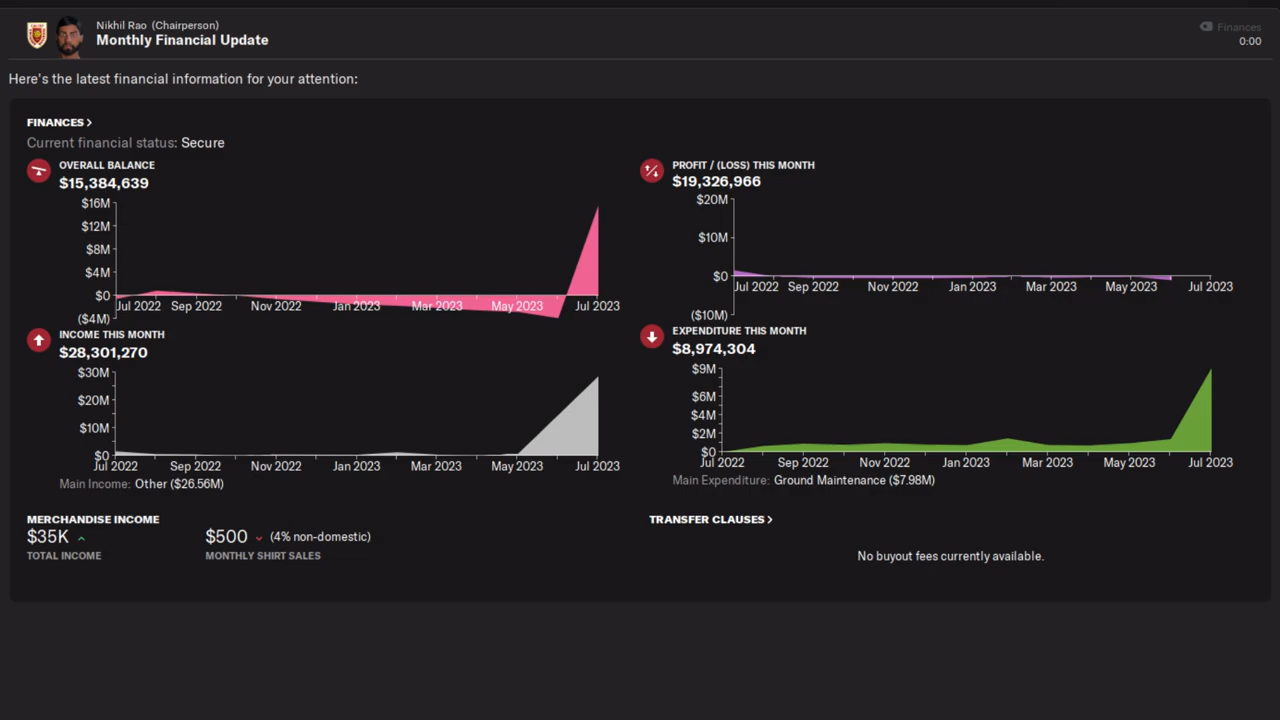 Nikhil Rao (Chairperson)
Monthly Financial Update
Finances
0:00
Here's the latest financial information for your attention:
FINANCES >
Current financial status: Secure
OVERALL BALANCE
$15,384,639
$16M
$12M
$8M
$4M
$0
($4M)
Jul 2022 Sep 2022 Nov 2022 Jan 2023 Mar 2023 May 2023 Jul 2023
PROFIT / (LOSS) THIS MONTH
$19,326,966
$20M
$10M
$0
($10M)
Jul 2022 Sep 2022 Nov 2022 Jan 2023 Mar 2023 May 2023 Jul 2023
INCOME THIS MONTH
$28,301,270
$30M
$20M
$10M
$0
Jul 2022 Sep 2022 Nov 2022 Jan 2023 Mar 2023 May 2023 Jul 2023
Main Income: Other ($26.56M)
EXPENDITURE THIS MONTH
$8,974,304
$9M
$6M
$4M
$2M
$0
Jul 2022 Sep 2022 Nov 2022 Jan 2023 Mar 2023 May 2023 Jul 2023
Main Expenditure: Ground Maintenance ($7.98M)
MERCHANDISE INCOME
$35K
TOTAL INCOME
$500 (4% non-domestic)
MONTHLY SHIRT SALES
TRANSFER CLAUSES >
No buyout fees currently available.